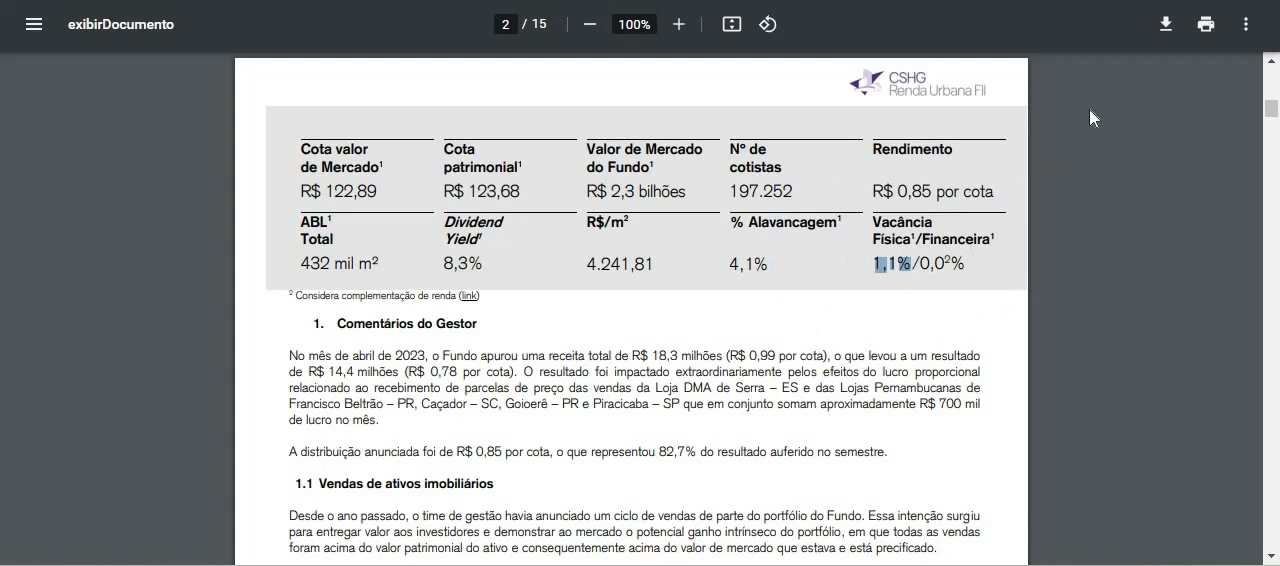 exibirDocumento
2 / 15
100%
CSHG
Renda Urbana FII
Cota valor de Mercado¹
Cota patrimonial¹
Valor de Mercado do Fundo¹
Nº de cotistas
Rendimento
R$ 122,89
R$ 123,68
R$ 2,3 bilhões
197.252
R$ 0,85 por cota
ABL¹ Total
Dividend Yield¹
R$/m²
% Alavancagem¹
Vacância Física¹/Financeira¹
432 mil m²
8,3%
4.241,81
4,1%
1,1%/0,0²%
² Considera complementação de renda (link)
1. Comentários do Gestor
No mês de abril de 2023, o Fundo apurou uma receita total de R$ 18,3 milhões (R$ 0,99 por cota), o que levou a um resultado
de R$ 14,4 milhões (R$ 0,78 por cota). O resultado foi impactado extraordinariamente pelos efeitos do lucro proporcional
relacionado ao recebimento de parcelas de preço das vendas da Loja DMA de Serra – ES e das Lojas Pernambucanas de
Francisco Beltrão – PR, Caçador – SC, Goioerê – PR e Piracicaba – SP que em conjunto somam aproximadamente R$ 700 mil
de lucro no mês.
A distribuição anunciada foi de R$ 0,85 por cota, o que representou 82,7% do resultado auferido no semestre.
1.1 Vendas de ativos imobiliários
Desde o ano passado, o time de gestão havia anunciado um ciclo de vendas de parte do portfólio do Fundo. Essa intenção surgiu
para entregar valor aos investidores e demonstrar ao mercado o potencial ganho intrínseco do portfólio, em que todas as vendas
foram acima do valor patrimonial do ativo e consequentemente acima do valor de mercado que estava e está precificado.